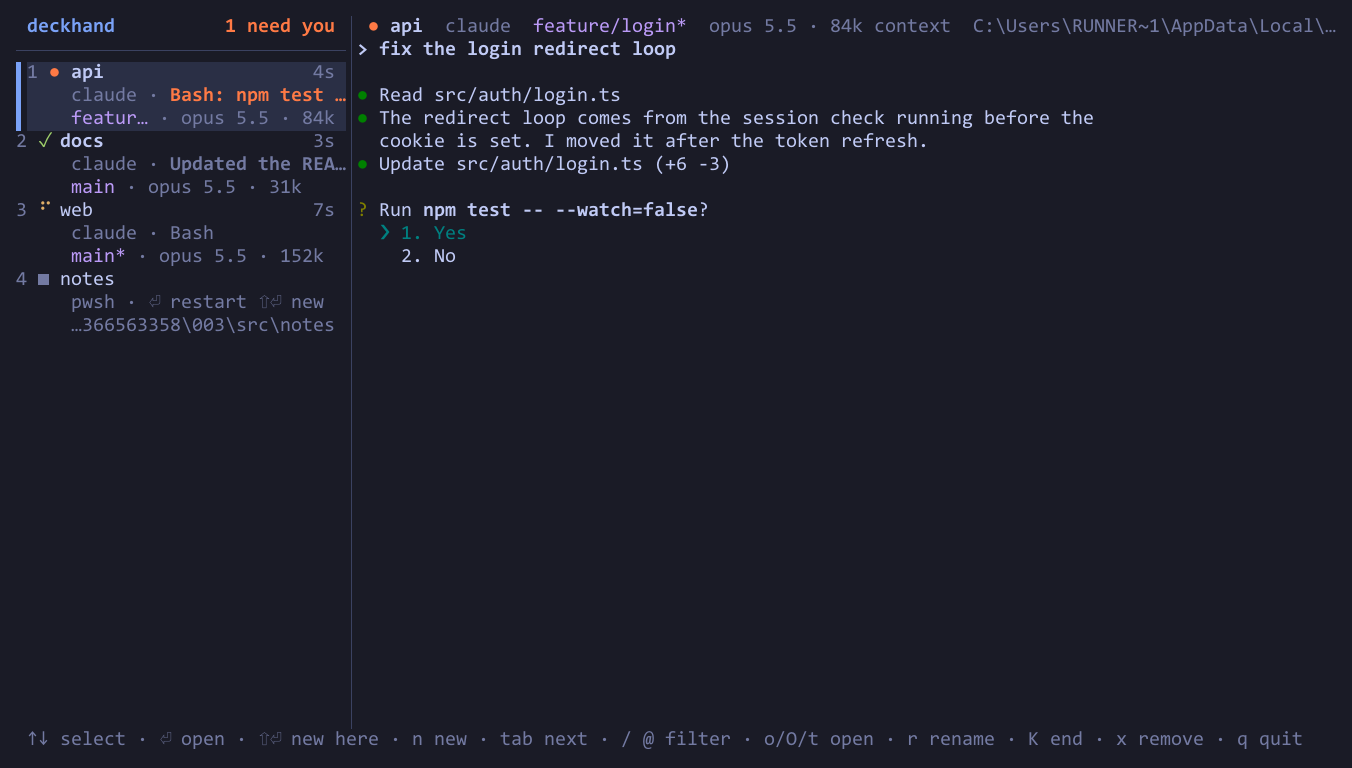 deckhand 1 need you
1 ● api 4s
claude · Bash: npm test …
featur… · opus 5.5 · 84k
2 ✓ docs 3s
claude · Updated the REA…
main · opus 5.5 · 31k
3 ⠋ web 7s
claude · Bash
main* · opus 5.5 · 152k
4 ■ notes
pwsh · ⏎ restart ⇧⏎ new
…366563358\003\src\notes
● api claude feature/login* opus 5.5 · 84k context C:\Users\RUNNER~1\AppData\Local\…
> fix the login redirect loop
● Read src/auth/login.ts
● The redirect loop comes from the session check running before the
cookie is set. I moved it after the token refresh.
● Update src/auth/login.ts (+6 -3)
? Run npm test -- --watch=false?
❯ 1. Yes
2. No
↑↓ select · ⏎ open · ⇧⏎ new here · n new · tab next · / @ filter · o/O/t open · r rename · K end · x remove · q quit